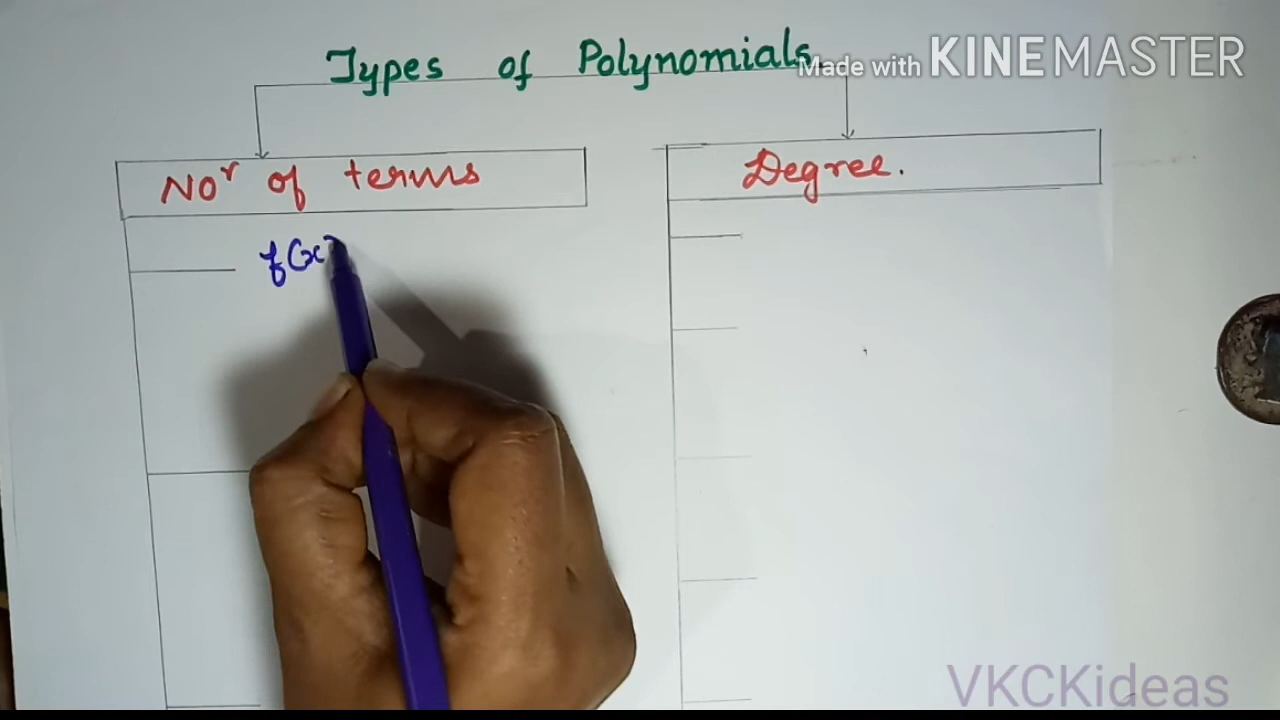 Types of Polynomials
Made with KINEMASTER
Noʳ of terms
Degree.
f(x)
VKCKideas